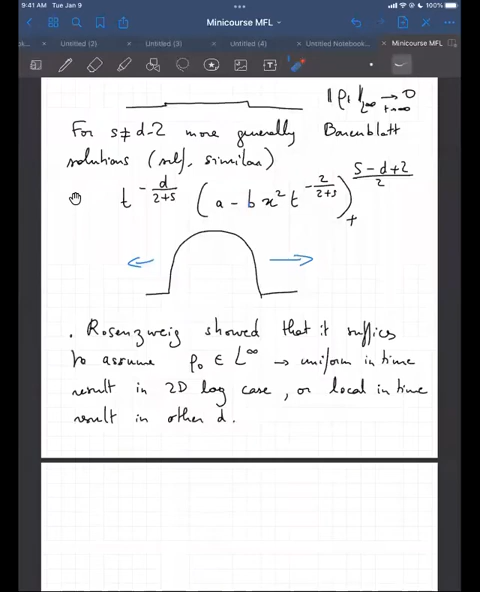 9:41 AM Tue Jan 9
100%
Minicourse MFL
Untitled (2)
Untitled (3)
Untitled (4)
Untitled Notebook...
Minicourse MFL
‖ρ‖_{L∞} → 0
t→∞
For s≠d-2 more generally Barenblatt
solutions (self similar)
t^{-d/(2+s)} (a - b x² t^{-2/(2+s)})_+^{(s-d+2)/2}
. Rosenzweig showed that it suffices
to assume ρ₀ ∈ L^∞ → uniform in time
result in 2D log case, or local in time
result in other d.